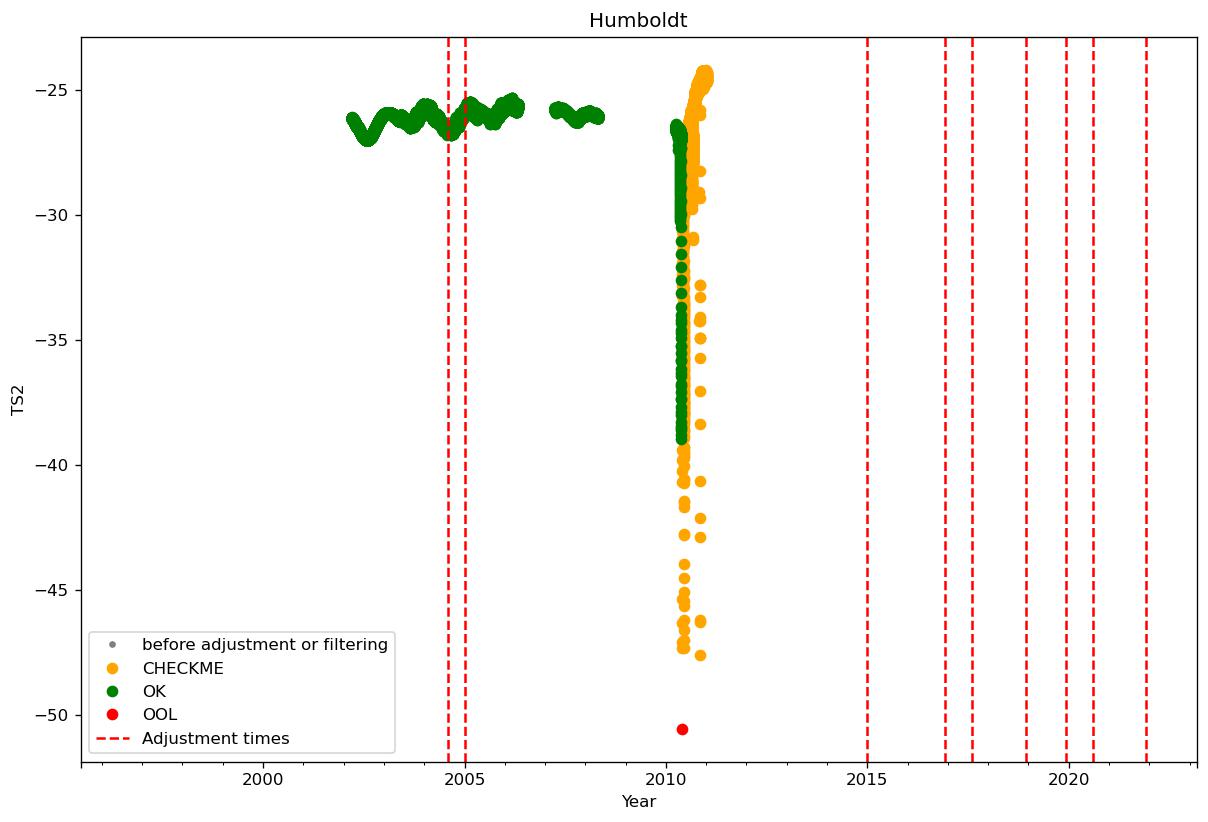 Humboldt
−25
−30
−35
−40
−45
−50
TS2
before adjustment or filtering
CHECKME
OK
OOL
Adjustment times
2000
2005
2010
2015
2020
Year